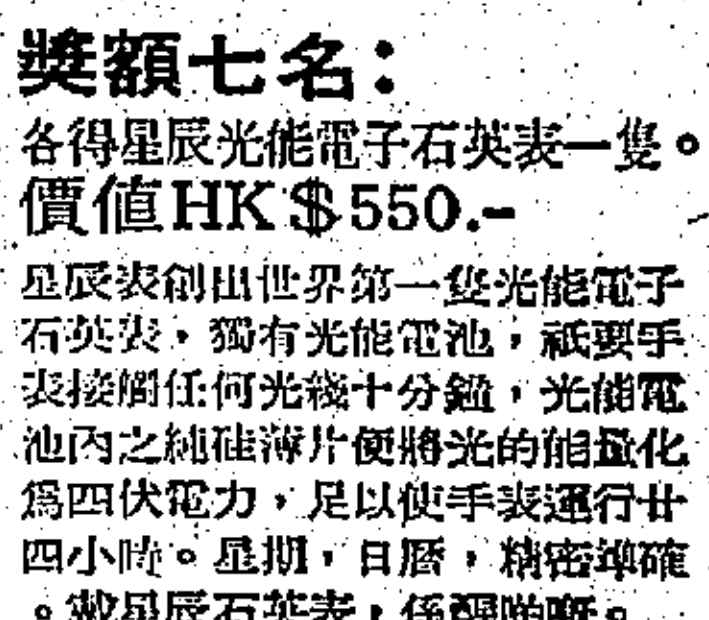 獎額七名：
各得星辰光能電子石英表一隻。
價值HK$550.-
星辰表創出世界第一隻光能電子
石英表，獨有光能電池，祇要手
表接觸任何光綫十分鐘，光能電
池內之純硅薄片便將光的能量化
爲四伏電力，足以使手表運行廿
四小時。星期，日曆，精密準確
。戴星辰石英表，係醒啲嘅。